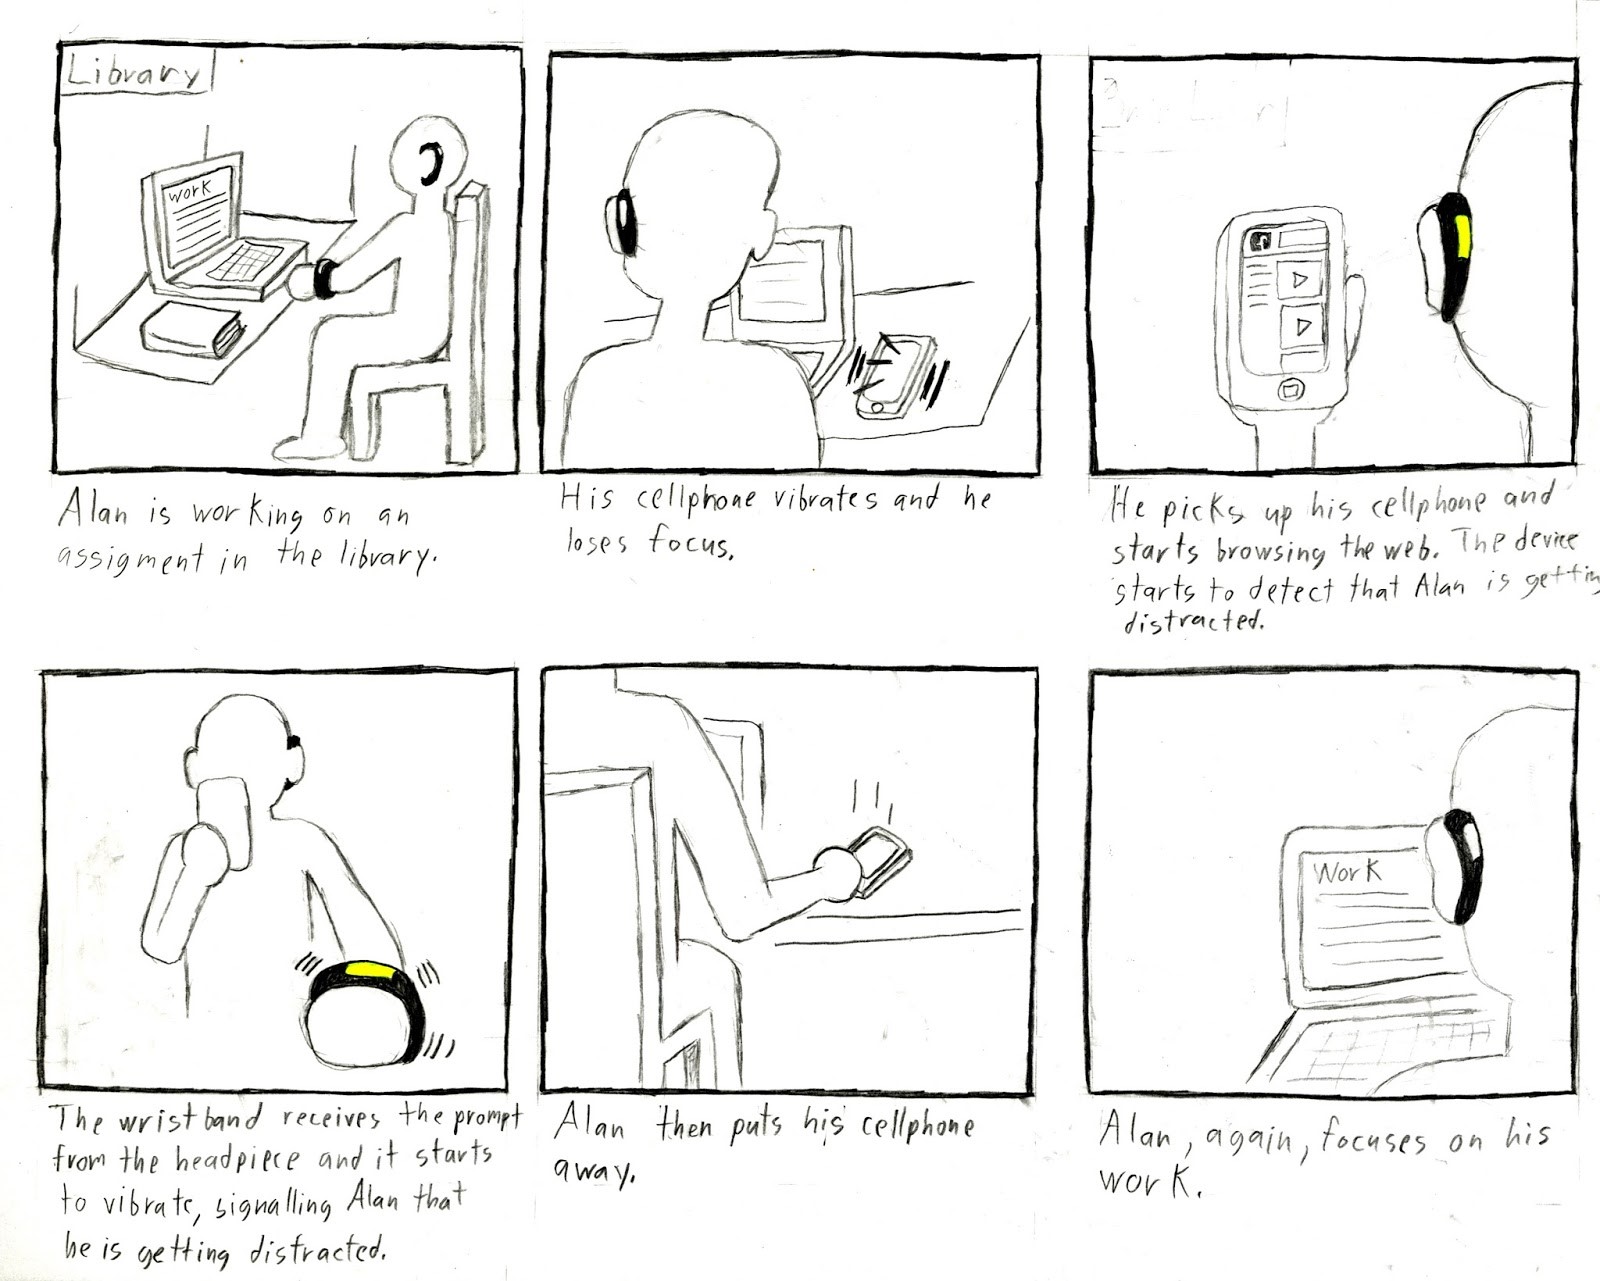 Library
work
Alan is working on an
assigment in the library.
His cellphone vibrates and he
loses focus.
He picks up his cellphone and
starts browsing the web. The device
starts to detect that Alan is gettin
distracted.
The wristband receives the prompt
from the headpiece and it starts
to vibrate, signalling Alan that
he is getting distracted.
Alan then puts his cellphone
away.
Work
Alan, again, focuses on his
work.